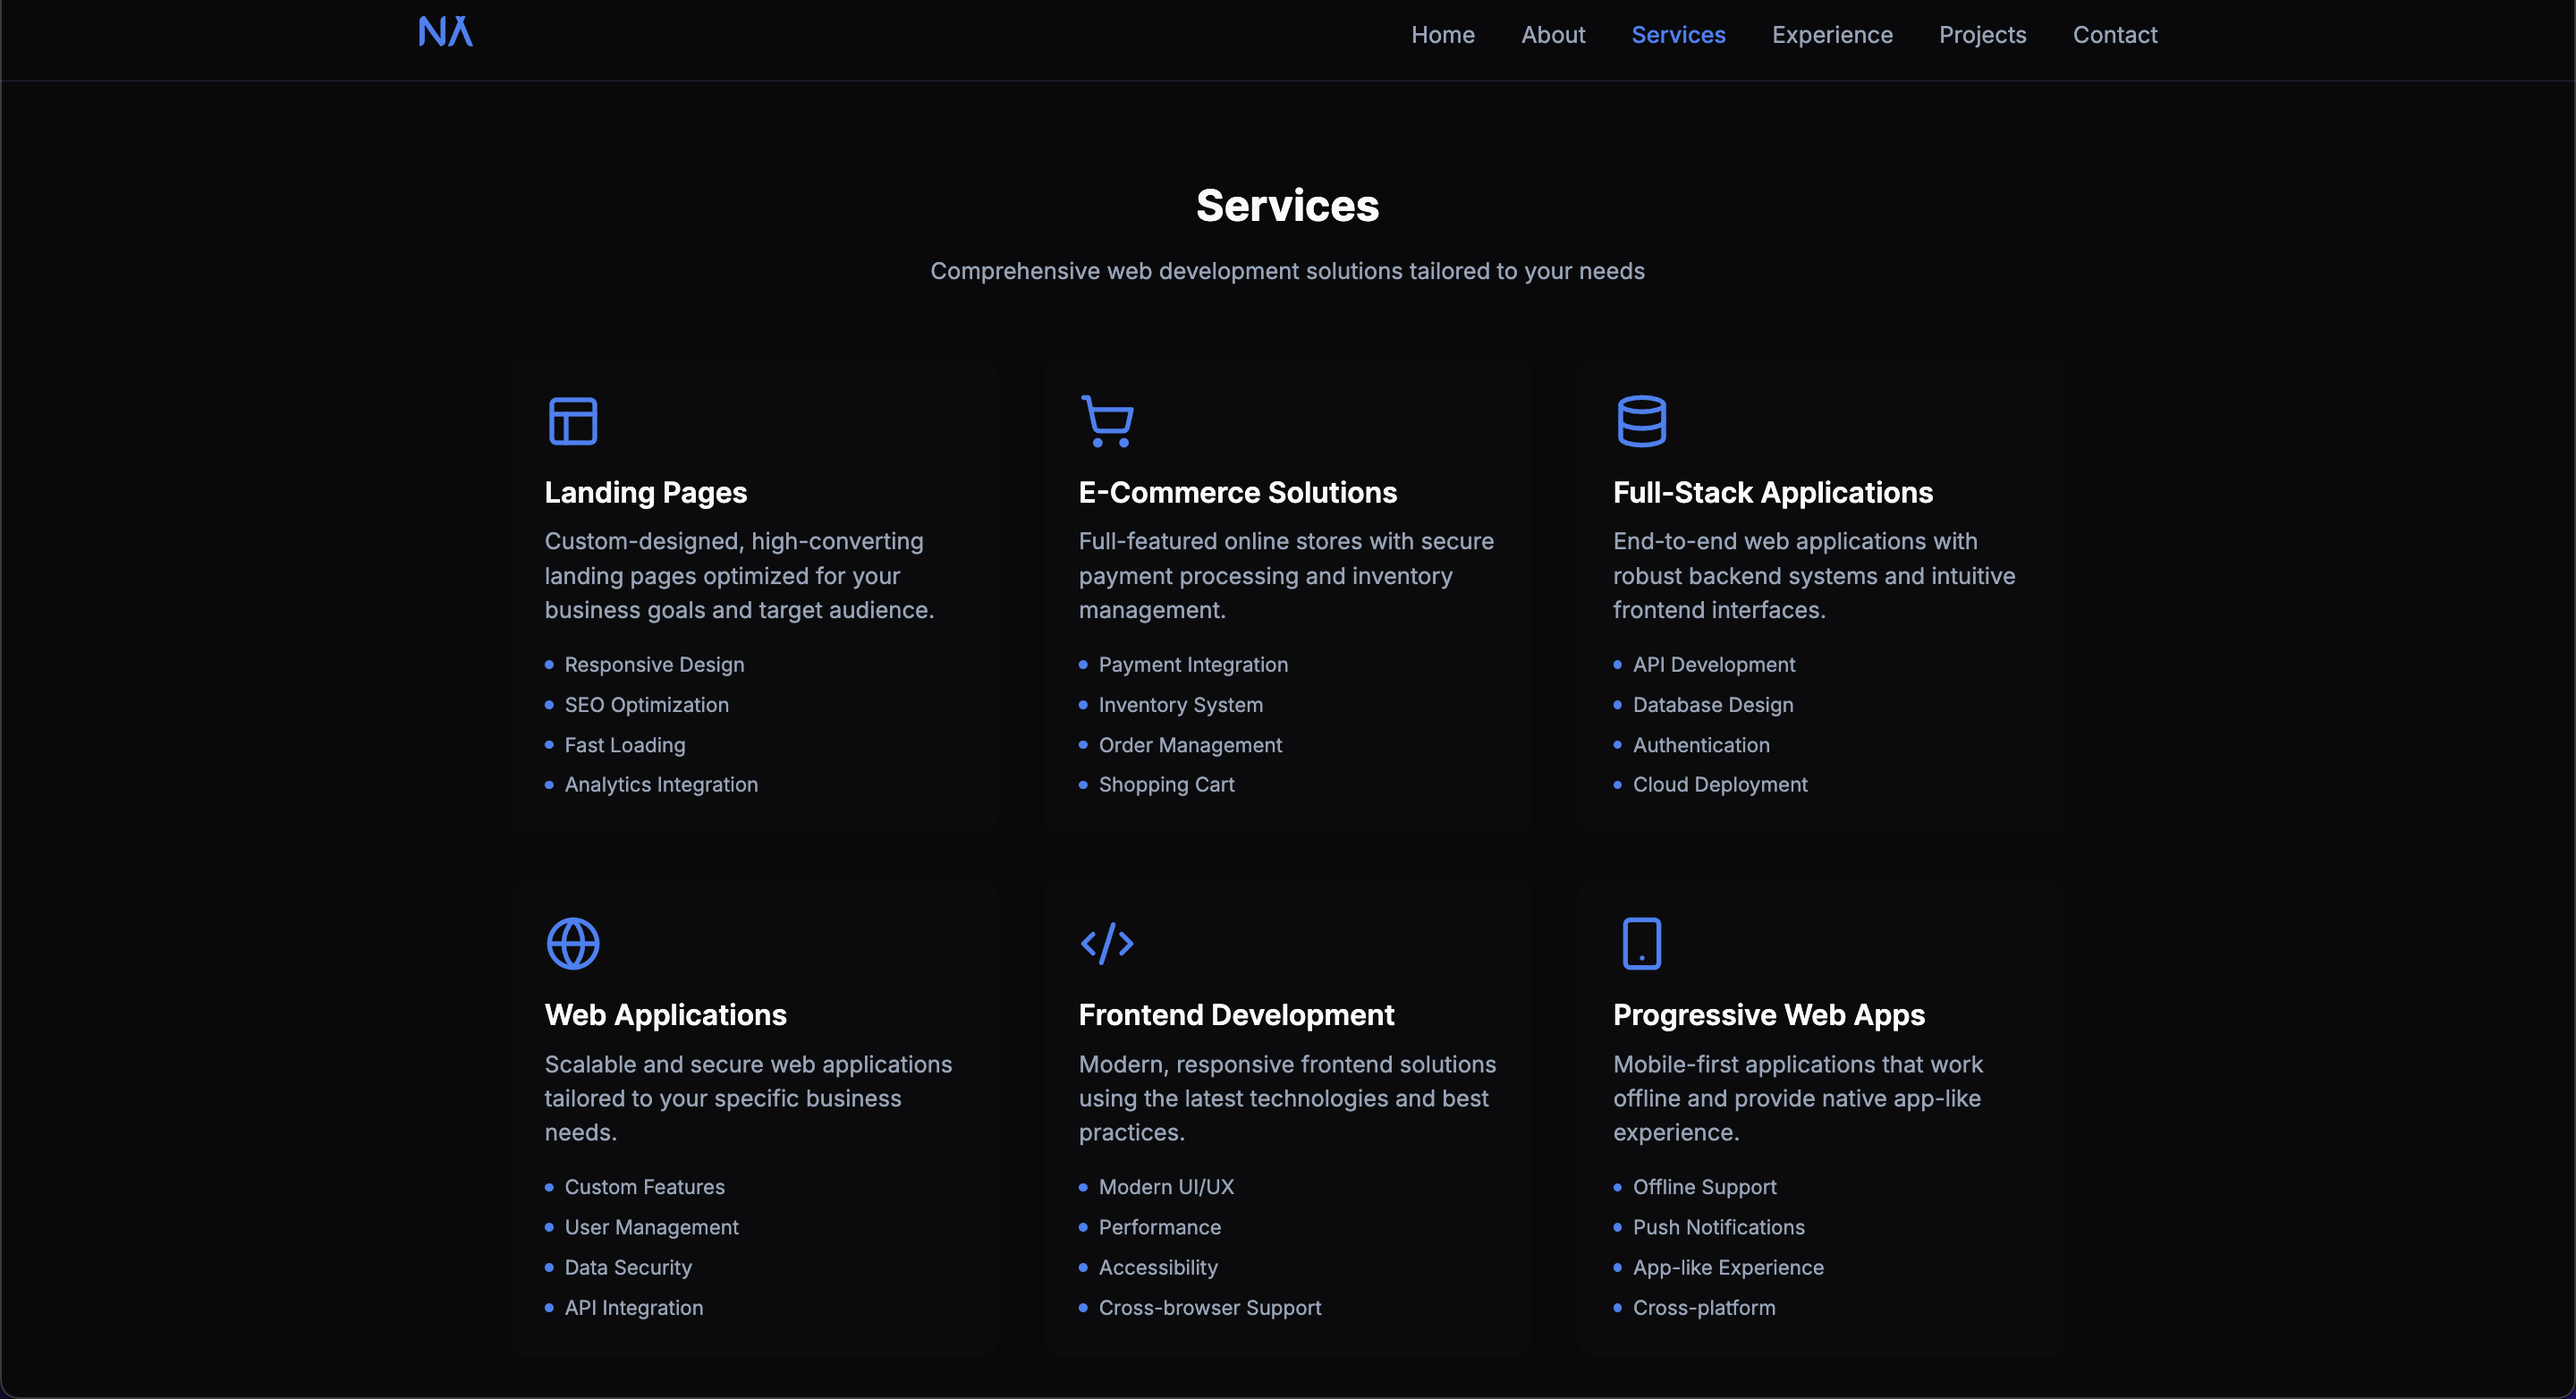 NA
Home About Services Experience Projects Contact
Services
Comprehensive web development solutions tailored to your needs
Landing Pages
Custom-designed, high-converting
landing pages optimized for your
business goals and target audience.
Responsive Design
SEO Optimization
Fast Loading
Analytics Integration
E-Commerce Solutions
Full-featured online stores with secure
payment processing and inventory
management.
Payment Integration
Inventory System
Order Management
Shopping Cart
Full-Stack Applications
End-to-end web applications with
robust backend systems and intuitive
frontend interfaces.
API Development
Database Design
Authentication
Cloud Deployment
Web Applications
Scalable and secure web applications
tailored to your specific business
needs.
Custom Features
User Management
Data Security
API Integration
Frontend Development
Modern, responsive frontend solutions
using the latest technologies and best
practices.
Modern UI/UX
Performance
Accessibility
Cross-browser Support
Progressive Web Apps
Mobile-first applications that work
offline and provide native app-like
experience.
Offline Support
Push Notifications
App-like Experience
Cross-platform